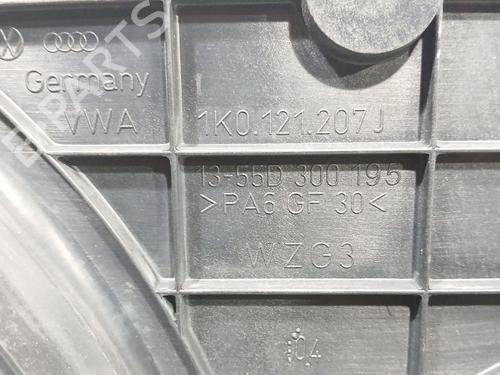 Germany
VWA
1K0.121.207J
13-55D 300 195
>PA6 GF 30<
WZG3
04